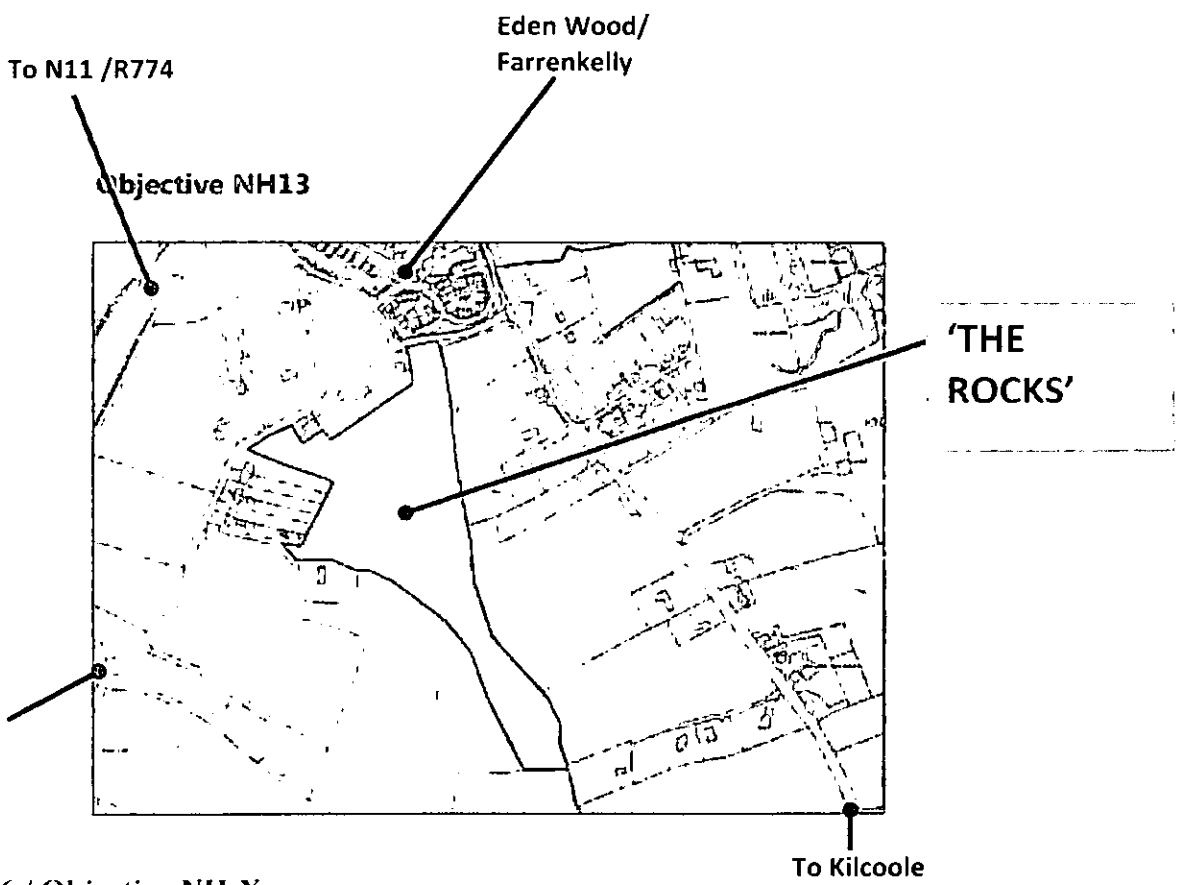 Eden Wood/
Farrenkelly
To N11 /R774
Objective NH13
'THE
ROCKS'
To Kilcoole